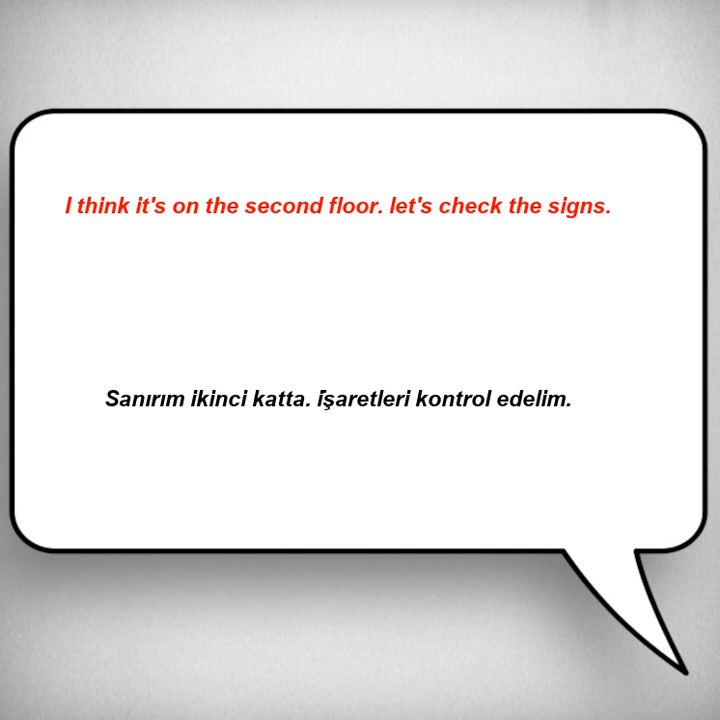 I think it's on the second floor. let's check the signs.
Sanırım ikinci katta. i̇şaretleri kontrol edelim.